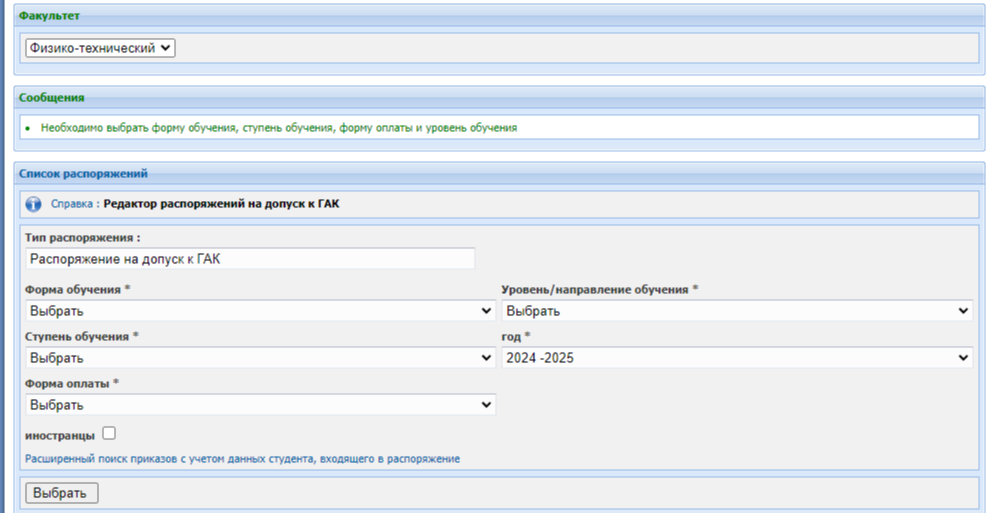 Факультет
Физико-технический
Сообщения
Необходимо выбрать форму обучения, ступень обучения, форму оплаты и уровень обучения
Список распоряжений
Справка : Редактор распоряжений на допуск к ГАК
Тип распоряжения :
Распоряжение на допуск к ГАК
Форма обучения * Уровень/направление обучения *
Выбрать Выбрать
Ступень обучения * год *
Выбрать 2024 -2025
Форма оплаты *
Выбрать
иностранцы
Расширенный поиск приказов с учетом данных студента, входящего в распоряжение
Выбрать